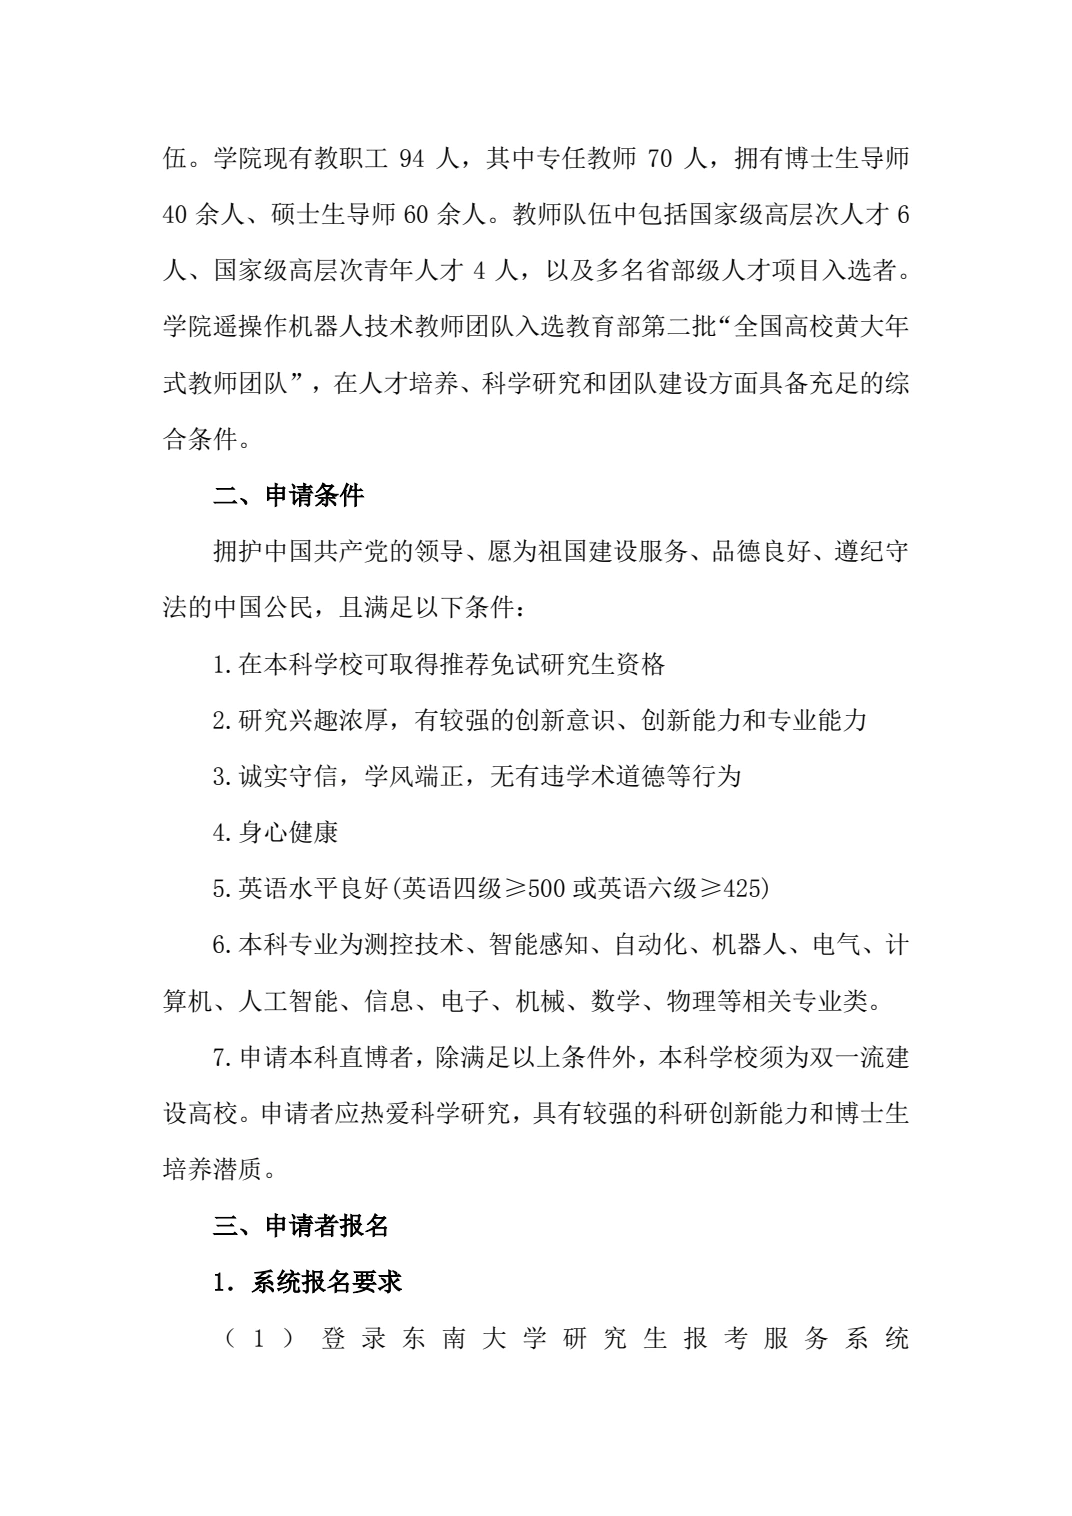 伍。学院现有教职工 94 人，其中专任教师 70 人，拥有博士生导师
40 余人、硕士生导师 60 余人。教师队伍中包括国家级高层次人才 6
人、国家级高层次青年人才 4 人，以及多名省部级人才项目入选者。
学院遥操作机器人技术教师团队入选教育部第二批“全国高校黄大年
式教师团队”，在人才培养、科学研究和团队建设方面具备充足的综
合条件。
二、申请条件
拥护中国共产党的领导、愿为祖国建设服务、品德良好、遵纪守
法的中国公民，且满足以下条件：
1.在本科学校可取得推荐免试研究生资格
2.研究兴趣浓厚，有较强的创新意识、创新能力和专业能力
3.诚实守信，学风端正，无有违学术道德等行为
4.身心健康
5.英语水平良好(英语四级≥500 或英语六级≥425)
6.本科专业为测控技术、智能感知、自动化、机器人、电气、计
算机、人工智能、信息、电子、机械、数学、物理等相关专业类。
7.申请本科直博者，除满足以上条件外，本科学校须为双一流建
设高校。申请者应热爱科学研究，具有较强的科研创新能力和博士生
培养潜质。
三、申请者报名
1．系统报名要求
（1）登录东南大学研究生报考服务系统